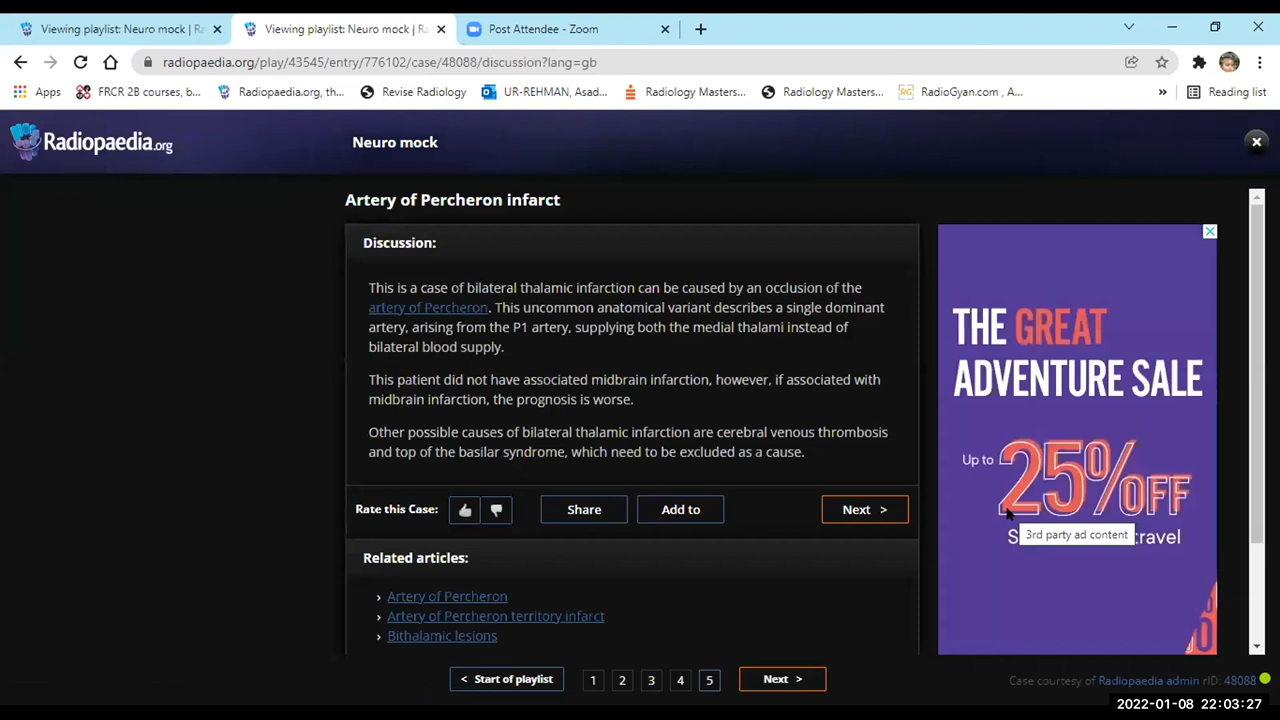 Viewing playlist: Neuro mock | Ra
Viewing playlist: Neuro mock | R
Post Attendee - Zoom
radiopaedia.org/play/43545/entry/776102/case/48088/discussion?lang=gb
Apps
FRCR 2B courses, b...
Radiopaedia.org, th...
Revise Radiology
UR-REHMAN, Asad...
Radiology Masters...
Radiology Masters...
RadioGyan.com , A...
»
Reading list
Radiopaedia.org
Neuro mock
Artery of Percheron infarct
Discussion:
This is a case of bilateral thalamic infarction can be caused by an occlusion of the
artery of Percheron. This uncommon anatomical variant describes a single dominant
artery, arising from the P1 artery, supplying both the medial thalami instead of
bilateral blood supply.
This patient did not have associated midbrain infarction, however, if associated with
midbrain infarction, the prognosis is worse.
Other possible causes of bilateral thalamic infarction are cerebral venous thrombosis
and top of the basilar syndrome, which need to be excluded as a cause.
Rate this Case:
Share
Add to
Next >
Related articles:
Artery of Percheron
Artery of Percheron territory infarct
Bithalamic lesions
THE GREAT
ADVENTURE SALE
Up to 25%OFF
3rd party ad content
travel
< Start of playlist
1 2 3 4 5
Next >
Case courtesy of Radiopaedia admin rID: 48088
2022-01-08 22:03:27